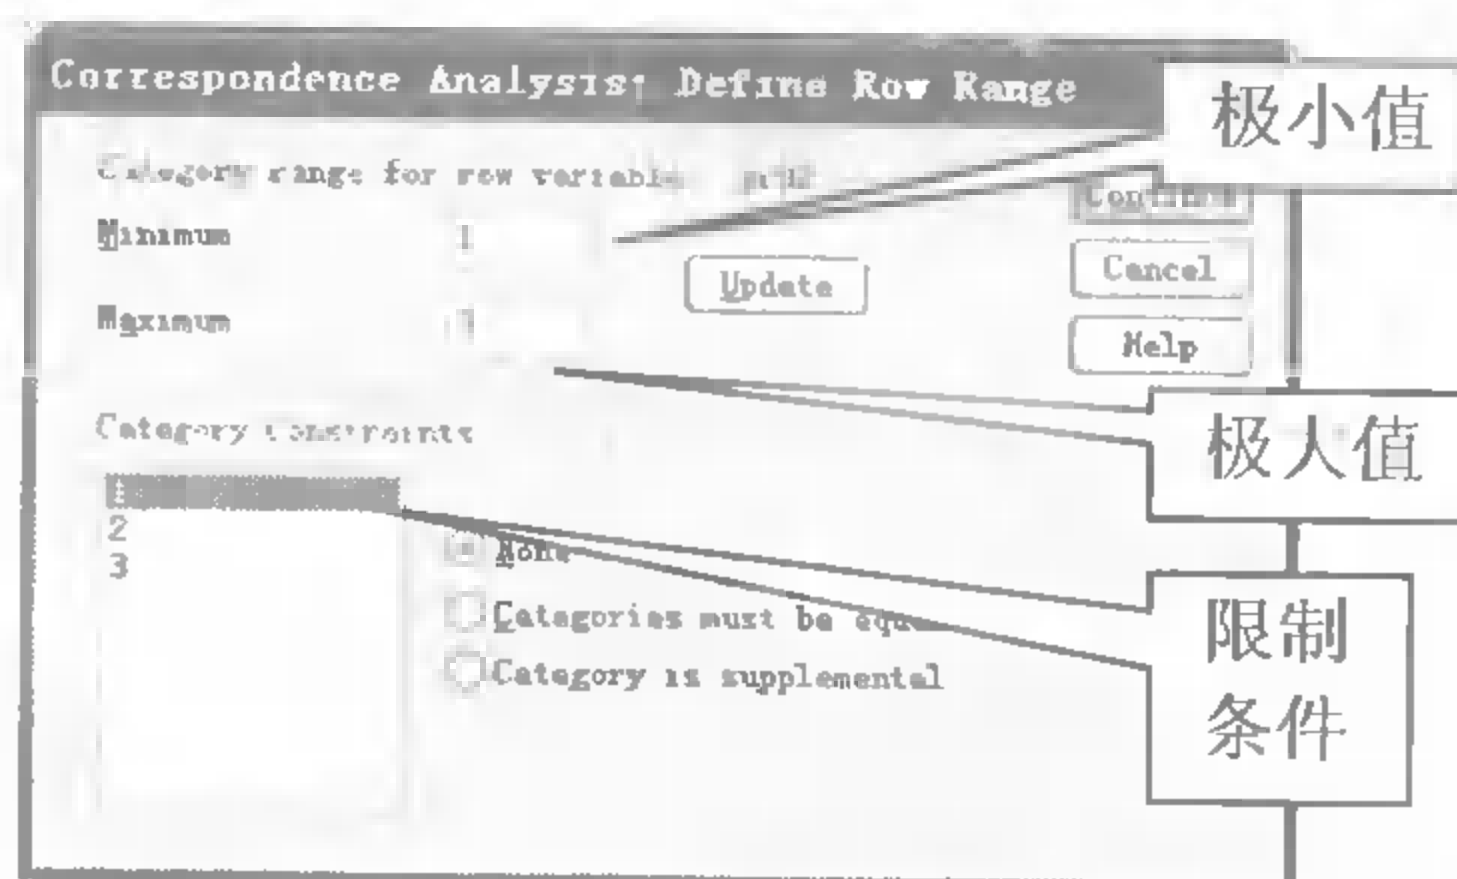 Correspondence Analysis: Define Row Range
极小值
Category range for row variable
Continue
Minimum 1
Update
Cancel
Maximum 3
Help
极大值
Category Constraints
1
2
3
None
Categories must be equal
Category is supplemental
限制
条件